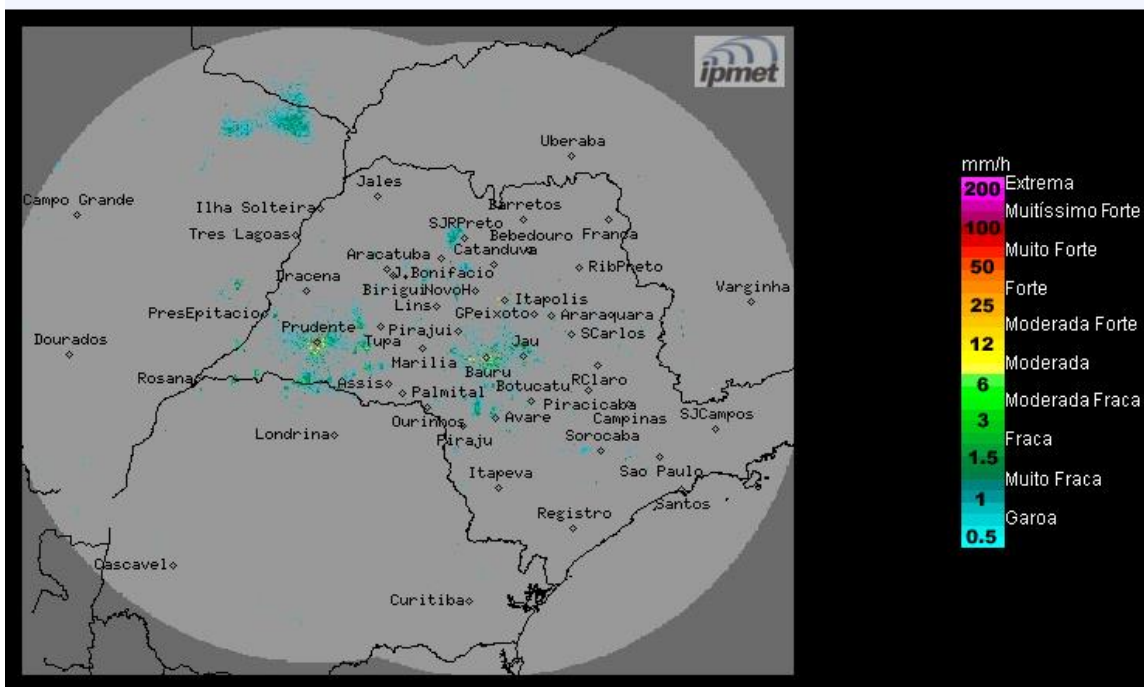 ipmet
Uberaba
Jales
Campo Grande
Ilha Solteira
Barretos
SJRPreto
Franca
Tres Lagoas
Bebedouro
Catanduva
Aracatuba
RibPreto
Dracena
J.Bonifacio
Birigui
NovoH
Varginha
Itapolis
Lins
PresEpitacio
GPeixoto
Araraquara
Prudente
Pirajui
SCarlos
Dourados
Tupa
Jau
Marilia
Bauru
Rosana
Assis
Botucatu
RClaro
Palmital
Piracicaba
Ourinhos
Avare
Campinas
SJCampos
Londrina
Piraju
Sorocaba
Itapeva
Sao Paulo
Santos
Registro
Cascavel
Curitiba
mm/h
200 Extrema
Muitíssimo Forte
100
Muito Forte
50
Forte
25
Moderada Forte
12
Moderada
6
Moderada Fraca
3
Fraca
1.5
Muito Fraca
1
Garoa
0.5